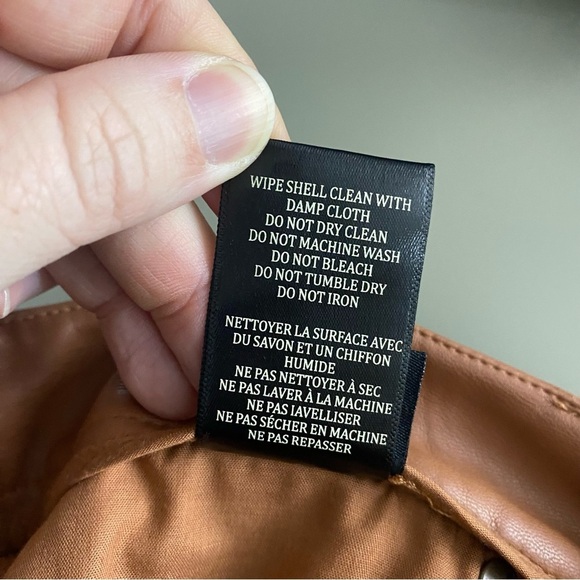 WIPE SHELL CLEAN WITH
DAMP CLOTH
DO NOT DRY CLEAN
DO NOT MACHINE WASH
DO NOT BLEACH
DO NOT TUMBLE DRY
DO NOT IRON
NETTOYER LA SURFACE AVEC
DU SAVON ET UN CHIFFON
HUMIDE
NE PAS NETTOYER À SEC
NE PAS LAVER À LA MACHINE
NE PAS IAVELLISER
NE PAS SÉCHER EN MACHINE
NE PAS REPASSER